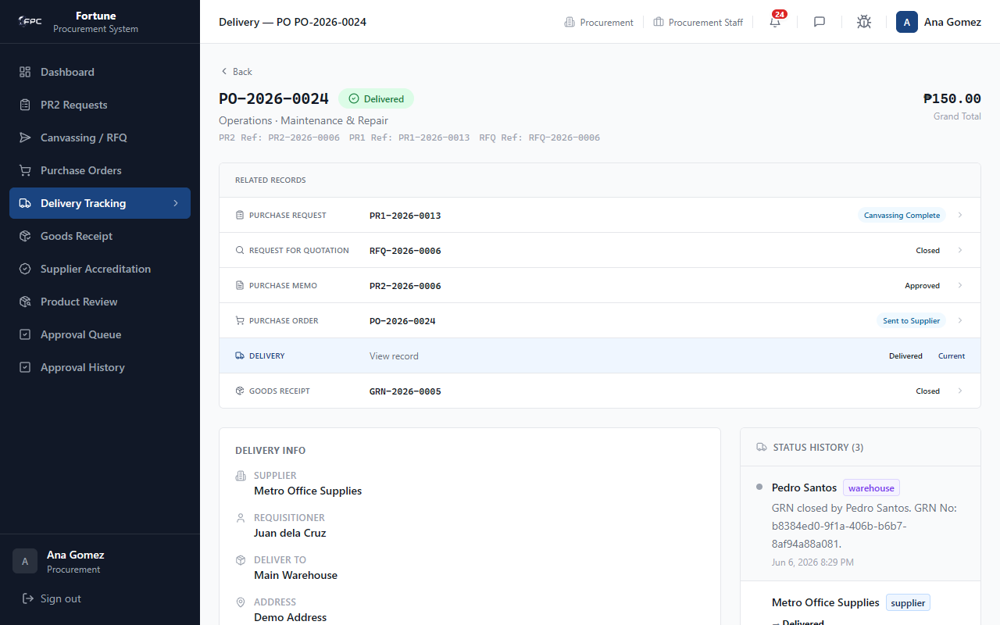 FPC
Fortune
Procurement System
Dashboard
PR2 Requests
Canvassing / RFQ
Purchase Orders
Delivery Tracking
Goods Receipt
Supplier Accreditation
Product Review
Approval Queue
Approval History
A
Ana Gomez
Procurement
Sign out
Delivery — PO PO-2026-0024
Procurement
Procurement Staff
24
A
Ana Gomez
Back
PO-2026-0024
Delivered
₱150.00
Operations · Maintenance & Repair
Grand Total
PR2 Ref: PR2-2026-0006 PR1 Ref: PR1-2026-0013 RFQ Ref: RFQ-2026-0006
RELATED RECORDS
PURCHASE REQUEST PR1-2026-0013 Canvassing Complete
REQUEST FOR QUOTATION RFQ-2026-0006 Closed
PURCHASE MEMO PR2-2026-0006 Approved
PURCHASE ORDER PO-2026-0024 Sent to Supplier
DELIVERY View record Delivered Current
GOODS RECEIPT GRN-2026-0005 Closed
DELIVERY INFO
SUPPLIER
Metro Office Supplies
REQUISITIONER
Juan dela Cruz
DELIVER TO
Main Warehouse
ADDRESS
Demo Address
STATUS HISTORY (3)
Pedro Santos warehouse
GRN closed by Pedro Santos. GRN No:
b8384ed0-9f1a-406b-b6b7-
8af94a88a081.
Jun 6, 2026 8:29 PM
Metro Office Supplies supplier
→ Delivered